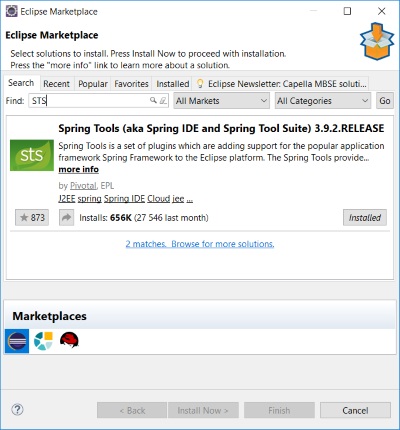 Eclipse Marketplace
Eclipse Marketplace
Select solutions to install. Press Install Now to proceed with installation.
Press the "more info" link to learn more about a solution.
Search Recent Popular Favorites Installed Eclipse Newsletter: Capella MBSE soluti...
Find: STS All Markets All Categories Go
Spring Tools (aka Spring IDE and Spring Tool Suite) 3.9.2.RELEASE
sts
Spring Tools is a set of plugins which are adding support for the popular application
framework Spring Framework to the Eclipse platform. The Spring Tools provide...
more info
by Pivotal, EPL
J2EE spring Spring IDE Cloud jee ...
873 Installs: 656K (27 546 last month) Installed
2 matches. Browse for more solutions.
Marketplaces
? < Back Install Now > Finish Cancel